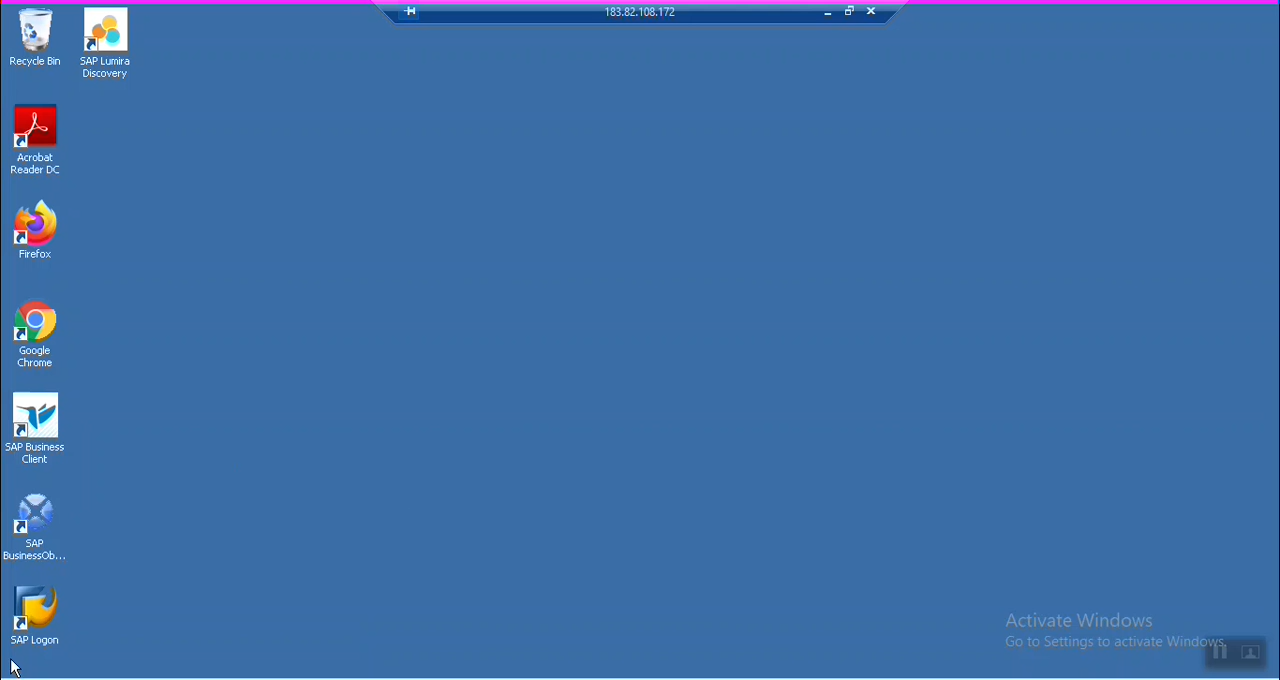 183.82.108.172
Recycle Bin
SAP Lumira
Discovery
Acrobat
Reader DC
Firefox
Google
Chrome
SAP Business
Client
SAP
BusinessOb...
SAP Logon
Activate Windows
Go to Settings to activate Windows.